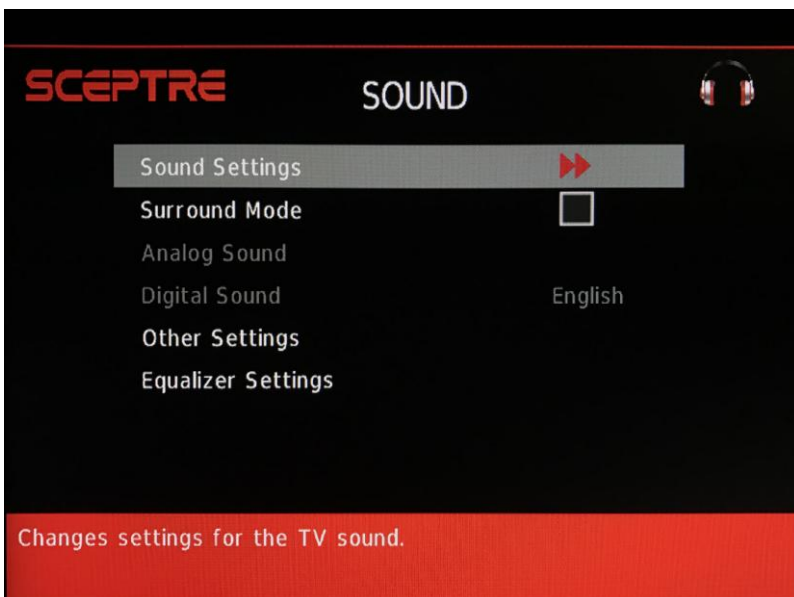 SCEPTRE
SOUND
Sound Settings
Surround Mode
Analog Sound
Digital Sound English
Other Settings
Equalizer Settings
Changes settings for the TV sound.